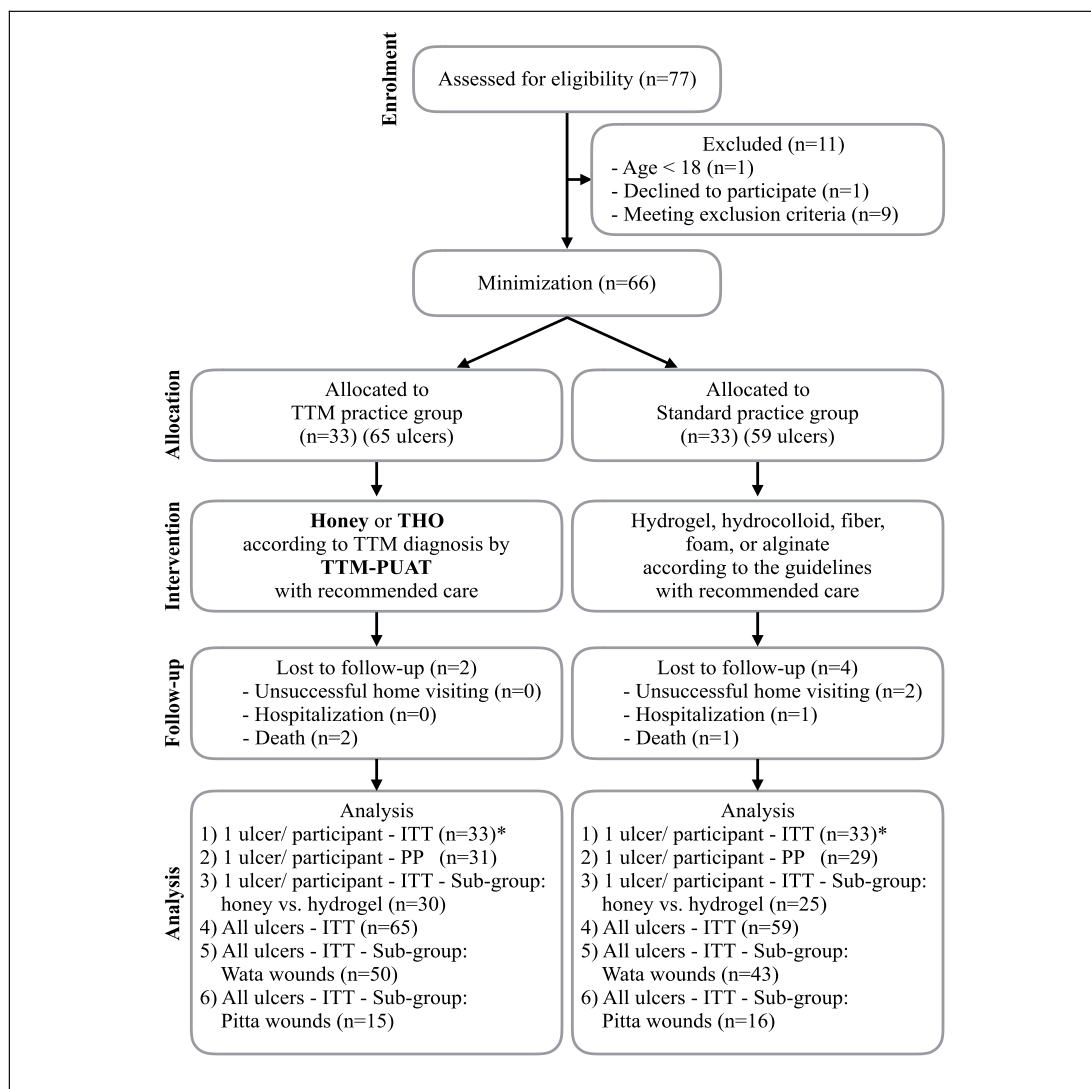 Enrolment
Assessed for eligibility (n=77)
Excluded (n=11)
- Age < 18 (n=1)
- Declined to participate (n=1)
- Meeting exclusion criteria (n=9)
Minimization (n=66)
Allocation
Allocated to
TTM practice group
(n=33) (65 ulcers)
Allocated to
Standard practice group
(n=33) (59 ulcers)
Intervention
Honey or THO
according to TTM diagnosis by
TTM-PUAT
with recommended care
Hydrogel, hydrocolloid, fiber,
foam, or alginate
according to the guidelines
with recommended care
Follow-up
Lost to follow-up (n=2)
- Unsuccessful home visiting (n=0)
- Hospitalization (n=0)
- Death (n=2)
Lost to follow-up (n=4)
- Unsuccessful home visiting (n=2)
- Hospitalization (n=1)
- Death (n=1)
Analysis
Analysis
1) 1 ulcer/ participant - ITT (n=33)*
2) 1 ulcer/ participant - PP (n=31)
3) 1 ulcer/ participant - ITT - Sub-group:
honey vs. hydrogel (n=30)
4) All ulcers - ITT (n=65)
5) All ulcers - ITT - Sub-group:
Wata wounds (n=50)
6) All ulcers - ITT - Sub-group:
Pitta wounds (n=15)
Analysis
1) 1 ulcer/ participant - ITT (n=33)*
2) 1 ulcer/ participant - PP (n=29)
3) 1 ulcer/ participant - ITT - Sub-group:
honey vs. hydrogel (n=25)
4) All ulcers - ITT (n=59)
5) All ulcers - ITT - Sub-group:
Wata wounds (n=43)
6) All ulcers - ITT - Sub-group:
Pitta wounds (n=16)